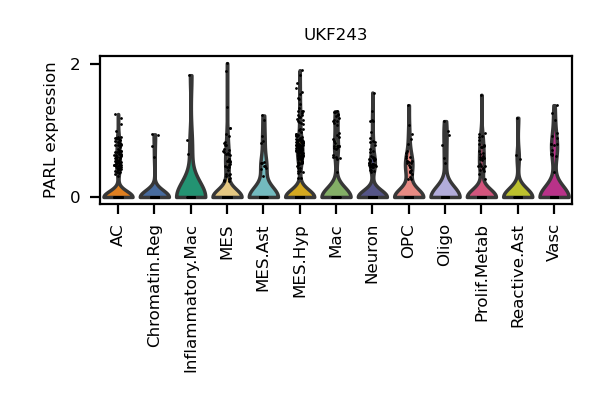 UKF243
PARL expression
2
0
AC
Chromatin.Reg
Inflammatory.Mac
MES
MES.Ast
MES.Hyp
Mac
Neuron
OPC
Oligo
Prolif.Metab
Reactive.Ast
Vasc